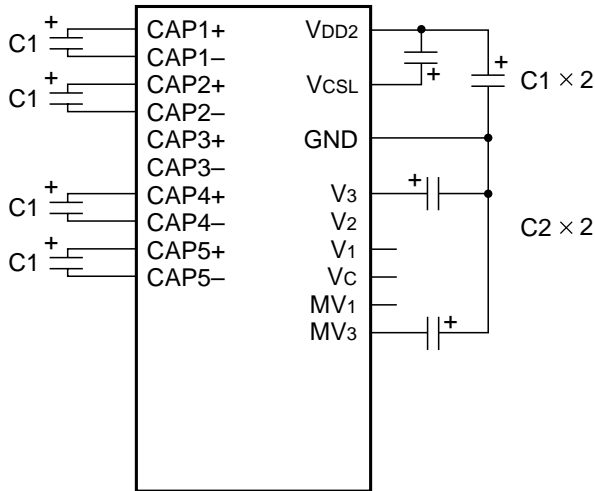 C1
+
CAP1+
CAP1–
C1
+
CAP2+
CAP2–
CAP3+
CAP3–
C1
+
CAP4+
CAP4–
C1
+
CAP5+
CAP5–
VDD2
VCSL
GND
V3
V2
V1
VC
MV1
MV3
+
+
+
+
C1 × 2
C2 × 2